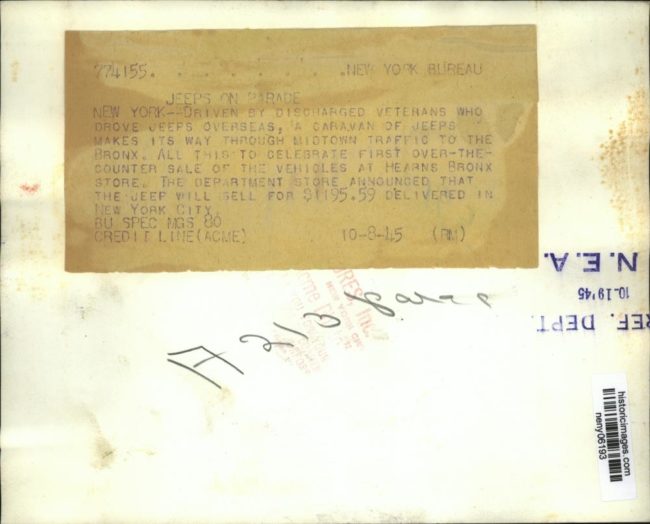 774155. . . . . . . NEW YORK BUREAU
JEEPS ON PARADE
NEW YORK--DRIVEN BY DISCHARGED VETERANS WHO
DROVE JEEPS OVERSEAS, A CARAVAN OF JEEPS
MAKES ITS WAY THROUGH MIDTOWN TRAFFIC TO THE
BRONX. ALL THIS TO CELEBRATE FIRST OVER-THE-
COUNTER SALE OF THE VEHICLES AT HEARNS BRONX
STORE. THE DEPARTMENT STORE ANNOUNCED THAT
THE JEEP WILL SELL FOR $1195.59 DELIVERED IN
NEW YORK CITY.
BU SPEC MGS 80
CREDIT LINE(ACME) 10-8-45 (RM)
N.E.A.
10.19'45
REF. DEPT.
historicimages.com
neny06193